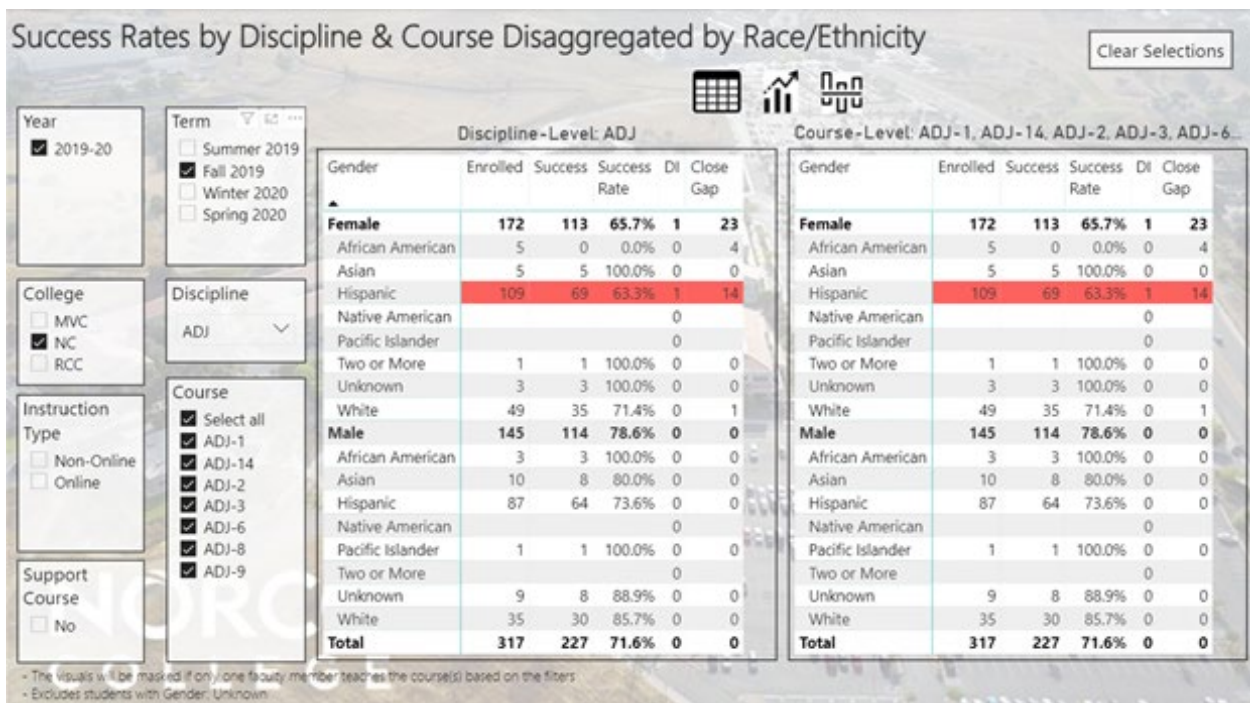 Success Rates by Discipline & Course Disaggregated by Race/Ethnicity
Clear Selections
Year
2019-20
Term
Summer 2019
Fall 2019
Winter 2020
Spring 2020
College
MVC
NC
RCC
Discipline
ADJ
Instruction
Type
Non-Online
Online
Course
Select all
ADJ-1
ADJ-14
ADJ-2
ADJ-3
ADJ-6
ADJ-8
ADJ-9
Support
Course
No
Discipline-Level: ADJ
Gender Enrolled Success Success Rate DI Close Gap
Female 172 113 65.7% 1 23
African American 5 0 0.0% 0 4
Asian 5 5 100.0% 0 0
Hispanic 109 69 63.3% 1 14
Native American 0
Pacific Islander 0
Two or More 1 1 100.0% 0 0
Unknown 3 3 100.0% 0 0
White 49 35 71.4% 0 1
Male 145 114 78.6% 0 0
African American 3 3 100.0% 0 0
Asian 10 8 80.0% 0 0
Hispanic 87 64 73.6% 0 0
Native American 0
Pacific Islander 1 1 100.0% 0 0
Two or More 0
Unknown 9 8 88.9% 0 0
White 35 30 85.7% 0 0
Total 317 227 71.6% 0 0
Course-Level: ADJ-1, ADJ-14, ADJ-2, ADJ-3, ADJ-6...
Gender Enrolled Success Success Rate DI Close Gap
Female 172 113 65.7% 1 23
African American 5 0 0.0% 0 4
Asian 5 5 100.0% 0 0
Hispanic 109 69 63.3% 1 14
Native American 0
Pacific Islander 0
Two or More 1 1 100.0% 0 0
Unknown 3 3 100.0% 0 0
White 49 35 71.4% 0 1
Male 145 114 78.6% 0 0
African American 3 3 100.0% 0 0
Asian 10 8 80.0% 0 0
Hispanic 87 64 73.6% 0 0
Native American 0
Pacific Islander 1 1 100.0% 0 0
Two or More 0
Unknown 9 8 88.9% 0 0
White 35 30 85.7% 0 0
Total 317 227 71.6% 0 0
- The visuals will be masked if only one faculty member teaches the course(s) based on the filters
- Excludes students with Gender: Unknown